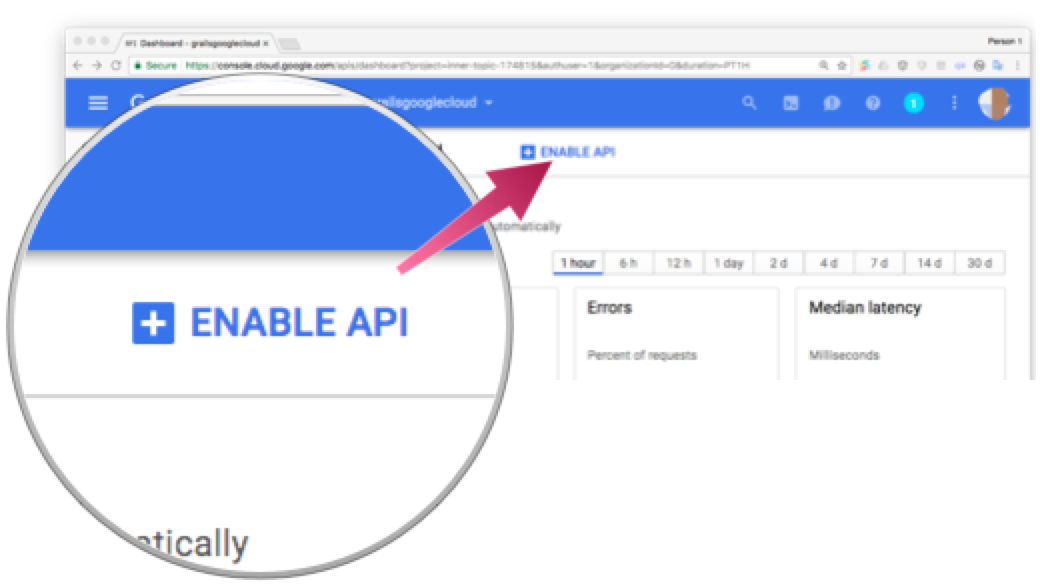 API Dashboard - grailsgooglecloud x
Person 1
Secure https://console.cloud.google.com/apis/dashboard?project=inner-topic-174815&authuser=1&organizationId=0&duration=PT1H
railsgooglecloud
1
ENABLE API
utomatically
1 hour 6 h 12 h 1 day 2 d 4 d 7 d 14 d 30 d
Errors
Median latency
Percent of requests
Milliseconds
ENABLE API
atically